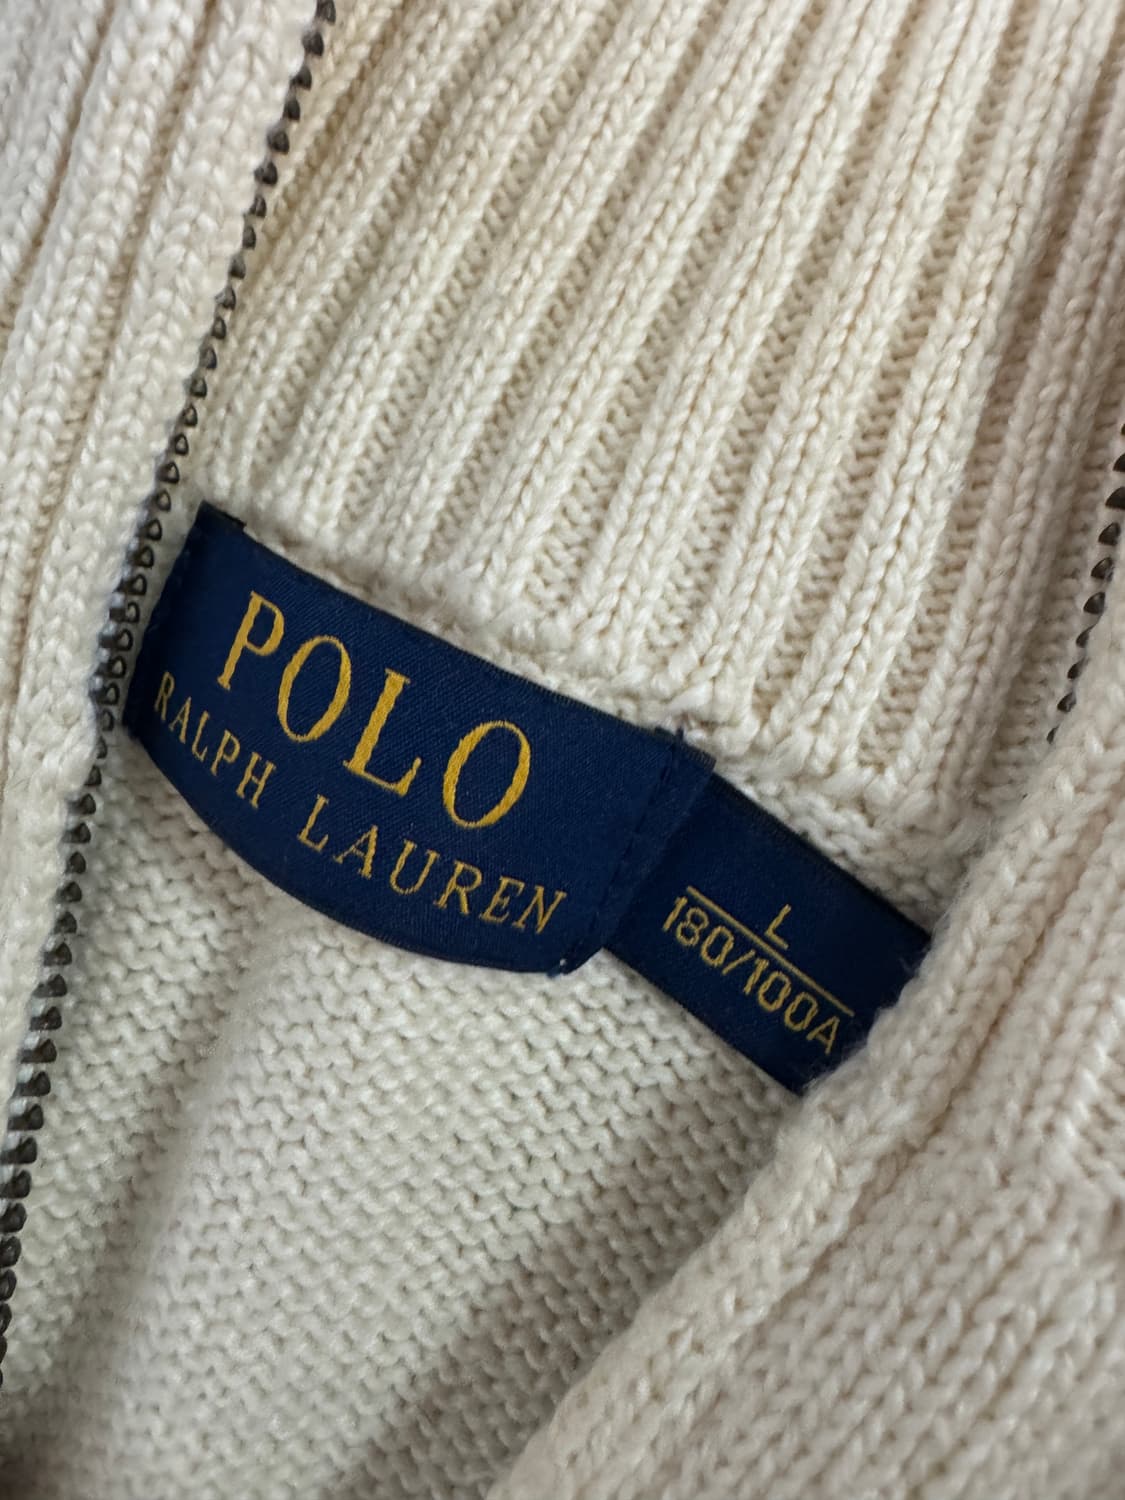 POLO
RALPH LAUREN
L
180/100A